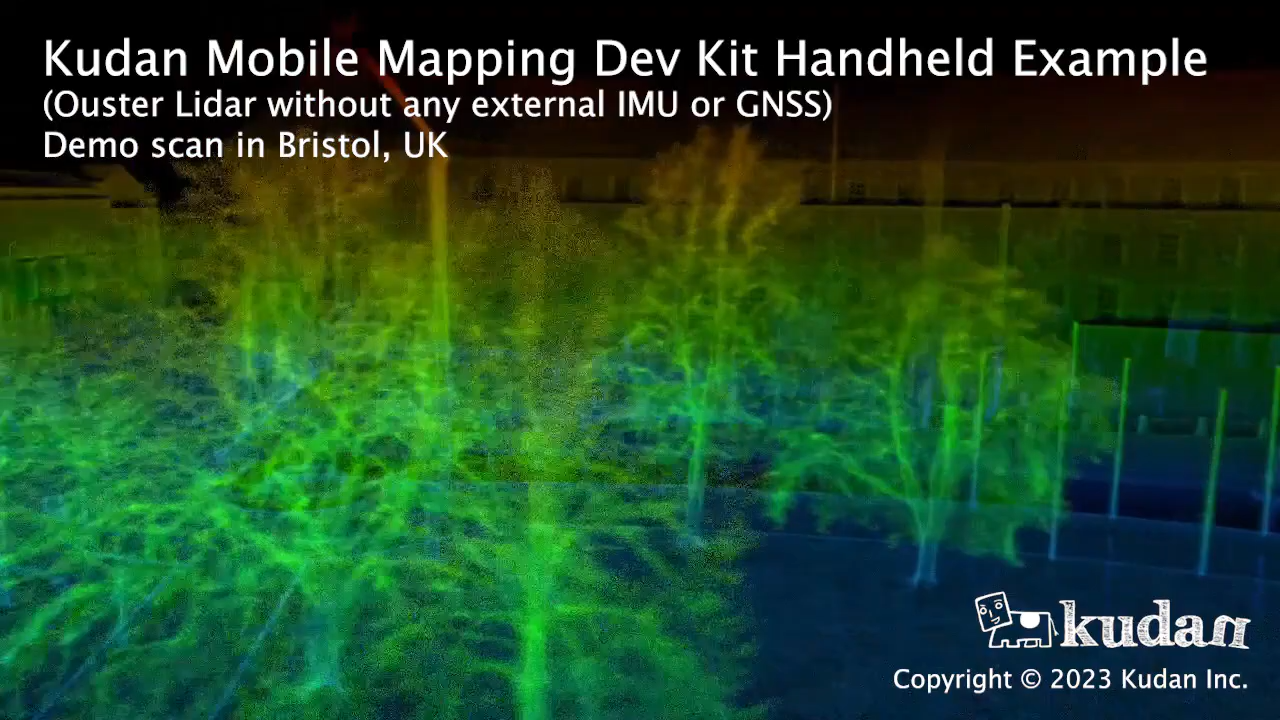 Kudan Mobile Mapping Dev Kit Handheld Example
(Ouster Lidar without any external IMU or GNSS)
Demo scan in Bristol, UK
kudan
Copyright © 2023 Kudan Inc.